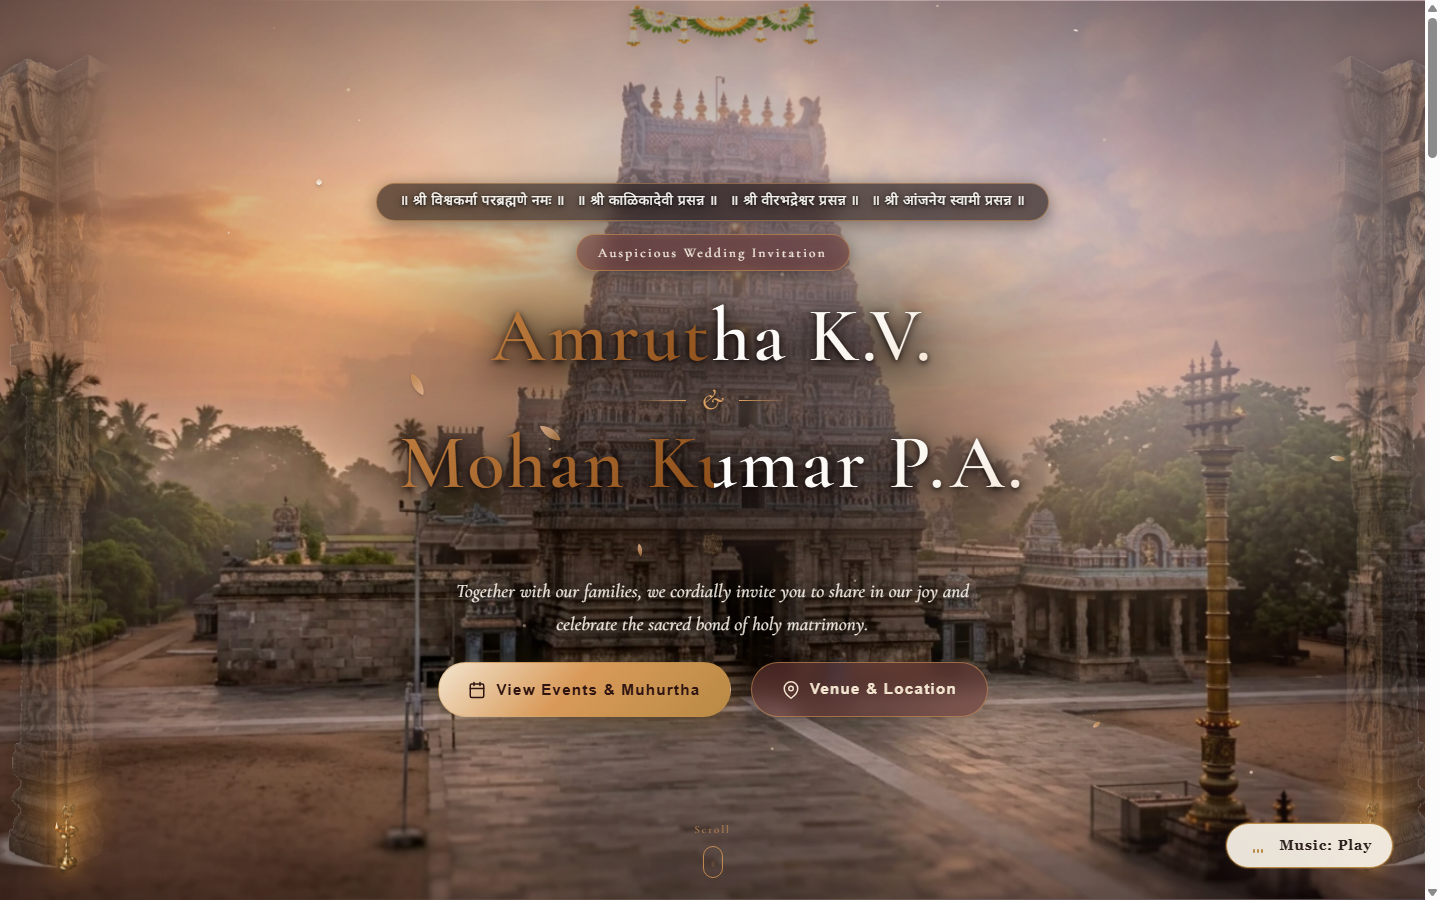 ॥ श्री विश्वकर्मा परब्रह्मणे नमः ॥ ॥ श्री काळिकादेवी प्रसन्न ॥ ॥ श्री वीरभद्रेश्वर प्रसन्न ॥ ॥ श्री आंजनेय स्वामी प्रसन्न ॥
Auspicious Wedding Invitation
Amrutha K.V.
&
Mohan Kumar P.A.
Together with our families, we cordially invite you to share in our joy and
celebrate the sacred bond of holy matrimony.
View Events & Muhurtha
Venue & Location
Scroll
Music: Play